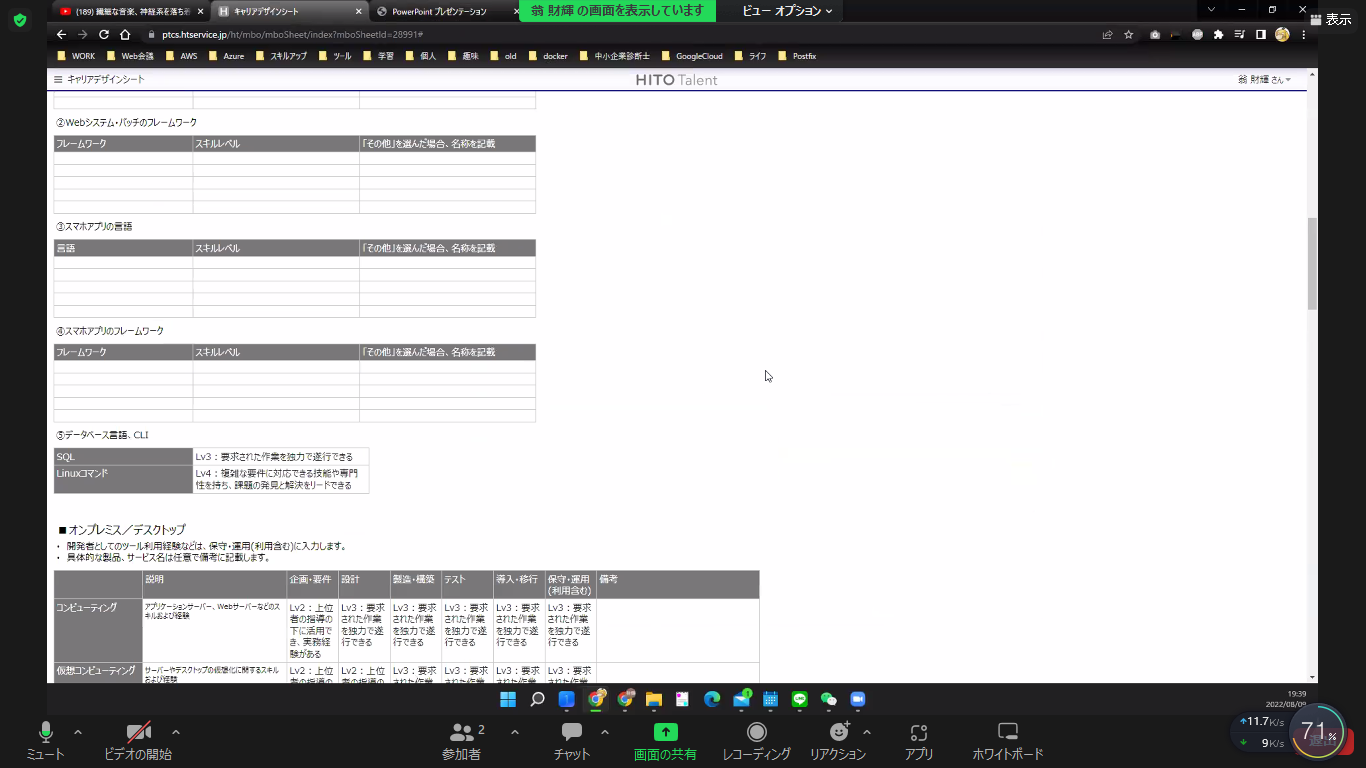 (189) 繊細な音楽、神経系を落ち着
キャリアデザインシート
PowerPoint プレゼンテーション
翁 財輝 の画面を表示しています
ビュー オプション
表示
ptcs.htservice.jp/ht/mbo/mboSheet/index?mboSheetId=28991#
WORK
Web会議
AWS
Azure
スキルアップ
ツール
学習
個人
趣味
old
docker
中小企業診断士
GoogleCloud
ライフ
Postfix
キャリアデザインシート
HITO Talent
翁 財輝 さん
②Webシステム・バッチのフレームワーク
フレームワーク スキルレベル 「その他」を選んだ場合、名称を記載
③スマホアプリの言語
言語 スキルレベル 「その他」を選んだ場合、名称を記載
④スマホアプリのフレームワーク
フレームワーク スキルレベル 「その他」を選んだ場合、名称を記載
⑤データベース言語、CLI
SQL Lv3：要求された作業を独力で遂行できる
Linuxコマンド Lv4：複雑な要件に対応できる技能や専門
性を持ち、課題の発見と解決をリードできる
■オンプレミス／デスクトップ
・ 開発者としてのツール利用経験などは、保守・運用(利用含む)に入力します。
・ 具体的な製品、サービス名は任意で備考に記載します。
説明 企画・要件 設計 製造・構築 テスト 導入・移行 保守・運用 備考
(利用含む)
コンピューティング アプリケーションサーバー、Webサーバーなどのス Lv2：上位 Lv3：要求 Lv3：要求 Lv3：要求 Lv3：要求 Lv3：要求
キルおよび経験 者の指導の された作業 された作業 された作業 された作業 された作業
下に活用で を独力で遂 を独力で遂 を独力で遂 を独力で遂 を独力で遂
き、実務経 行できる 行できる 行できる 行できる 行できる
験がある
仮想コンピューティング サーバーやデスクトップの仮想化に関するスキル Lv2：上位 Lv2：上位 Lv3：要求 Lv3：要求 Lv3：要求 Lv3：要求
および経験 者の指導の 者の指導の された作業 された作業 された作業 された作業
19:39
2022/08/09
11.7K/s
9K/s
71%
ミュート
ビデオの開始
参加者
2
チャット
画面の共有
レコーディング
リアクション
アプリ
ホワイトボード